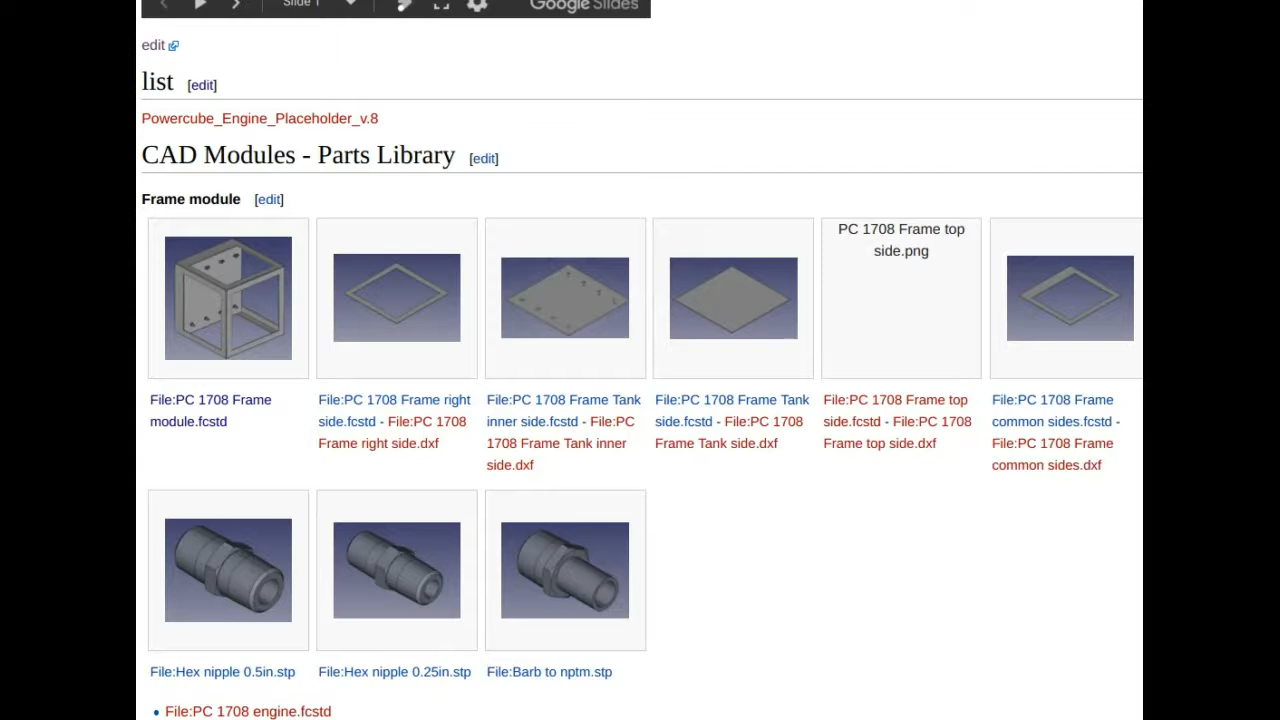 Slide 1
Google Slides
edit
list [edit]
Powercube_Engine_Placeholder_v.8
CAD Modules - Parts Library [edit]
Frame module [edit]
PC 1708 Frame top
side.png
File:PC 1708 Frame
module.fcstd
File:PC 1708 Frame right
side.fcstd - File:PC 1708
Frame right side.dxf
File:PC 1708 Frame Tank
inner side.fcstd - File:PC
1708 Frame Tank inner
side.dxf
File:PC 1708 Frame Tank
side.fcstd - File:PC 1708
Frame Tank side.dxf
File:PC 1708 Frame top
side.fcstd - File:PC 1708
Frame top side.dxf
File:PC 1708 Frame
common sides.fcstd -
File:PC 1708 Frame
common sides.dxf
File:Hex nipple 0.5in.stp
File:Hex nipple 0.25in.stp
File:Barb to nptm.stp
File:PC 1708 engine.fcstd